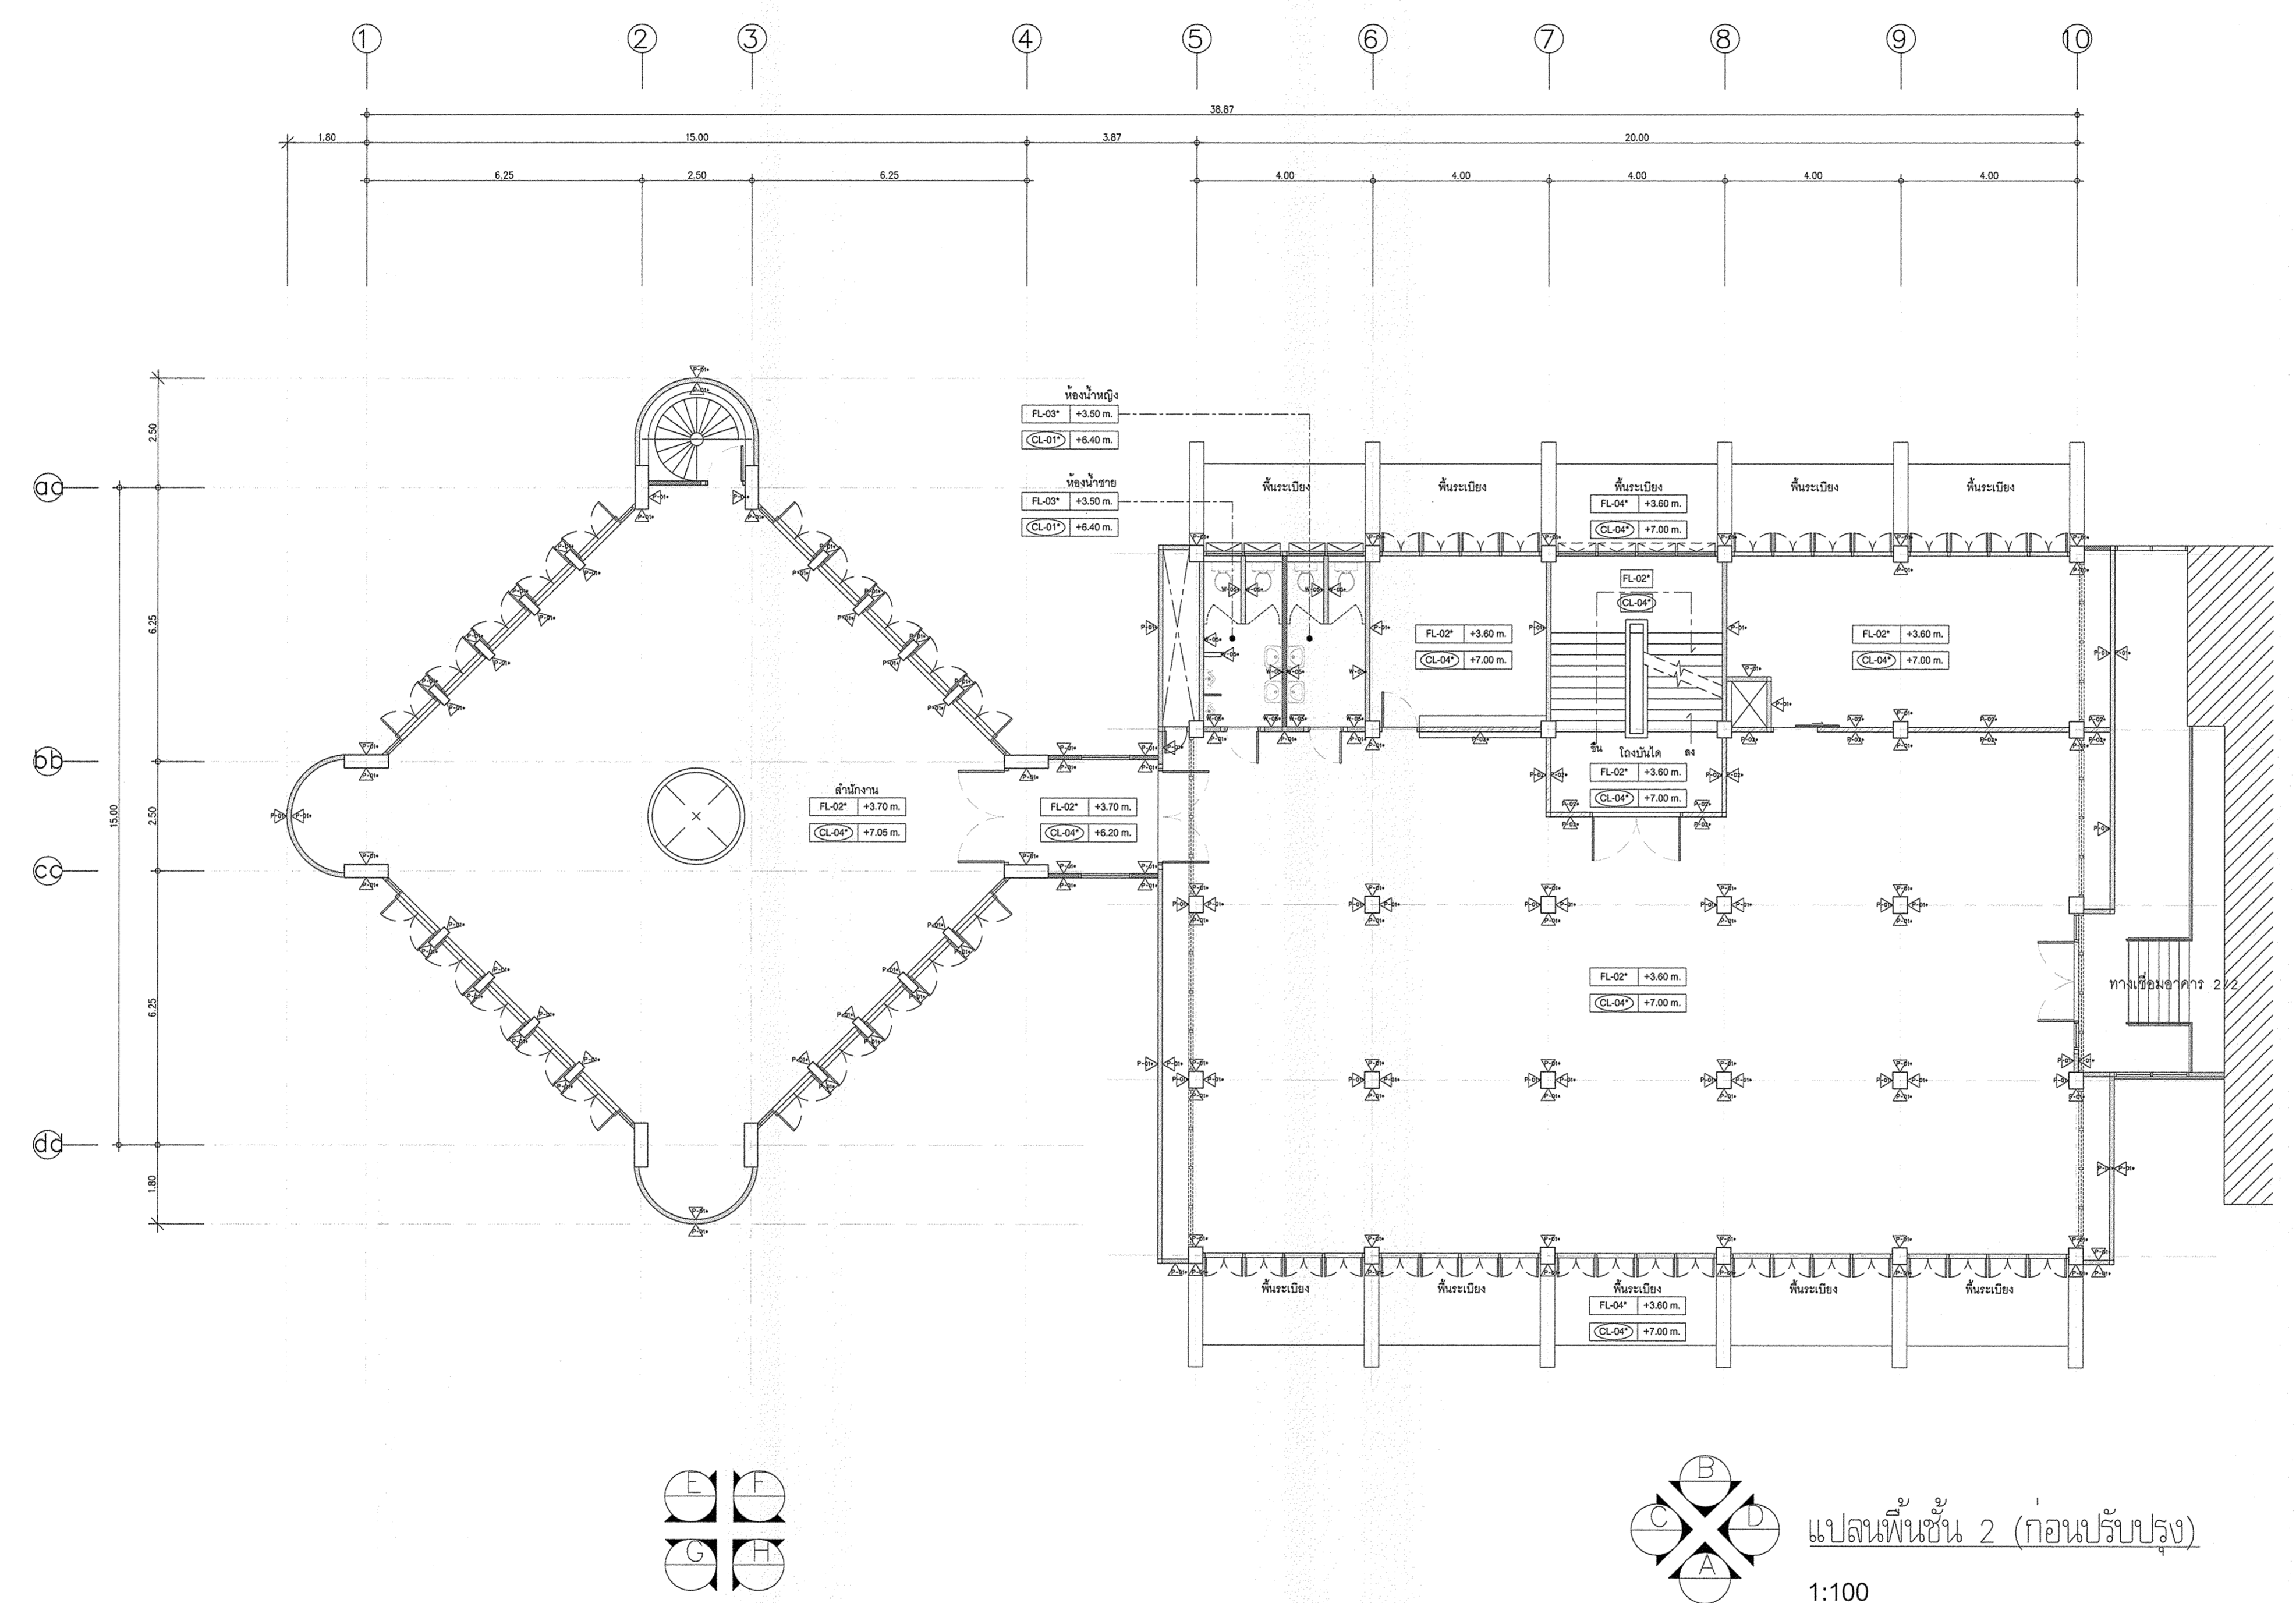 1 2 3 4 5 6 7 8 9 10
38.87
1.80 15.00 3.87 20.00
6.25 2.50 6.25 4.00 4.00 4.00 4.00 4.00
aa
bb
cc
dd
2.50
6.25
2.50
6.25
1.80
15.00
ห้องน้ำหญิง
FL-03* +3.50 m.
CL-01* +6.40 m.
ห้องน้ำชาย
FL-03* +3.50 m.
CL-01* +6.40 m.
พื้นระเบียง พื้นระเบียง พื้นระเบียง พื้นระเบียง พื้นระเบียง
FL-04* +3.60 m.
CL-04* +7.00 m.
FL-02*
CL-04*
FL-02* +3.60 m.
CL-04* +7.00 m.
FL-02* +3.60 m.
CL-04* +7.00 m.
ขึ้น โถงบันได ลง
FL-02* +3.60 m.
CL-04* +7.00 m.
สำนักงาน
FL-02* +3.70 m.
CL-04* +7.05 m.
FL-02* +3.70 m.
CL-04* +6.20 m.
FL-02* +3.60 m.
CL-04* +7.00 m.
ทางเชื่อมอาคาร 2/2
พื้นระเบียง พื้นระเบียง พื้นระเบียง พื้นระเบียง พื้นระเบียง
FL-04* +3.60 m.
CL-04* +7.00 m.
E F
G H
B
C D
A
แปลนพื้นชั้น 2 (ก่อนปรับปรุง)
1:100